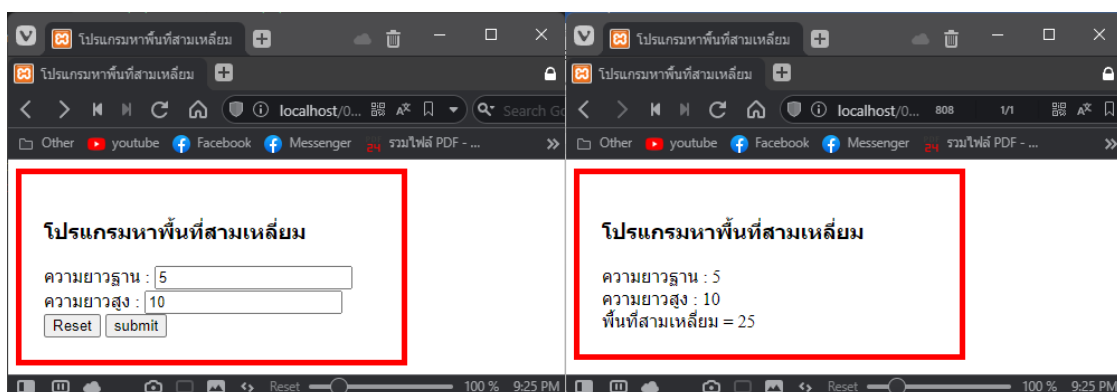 โปรแกรมหาพื้นที่สามเหลี่ยม
โปรแกรมหาพื้นที่สามเหลี่ยม
localhost/0...
Search Go
Other youtube Facebook Messenger รวมไฟล์ PDF - ...
โปรแกรมหาพื้นที่สามเหลี่ยม
ความยาวฐาน : 5
ความยาวสูง : 10
Reset submit
Reset 100 % 9:25 PM
โปรแกรมหาพื้นที่สามเหลี่ยม
โปรแกรมหาพื้นที่สามเหลี่ยม
localhost/0... 808 1/1
Other youtube Facebook Messenger รวมไฟล์ PDF - ...
โปรแกรมหาพื้นที่สามเหลี่ยม
ความยาวฐาน : 5
ความยาวสูง : 10
พื้นที่สามเหลี่ยม = 25
Reset 100 % 9:25 PM